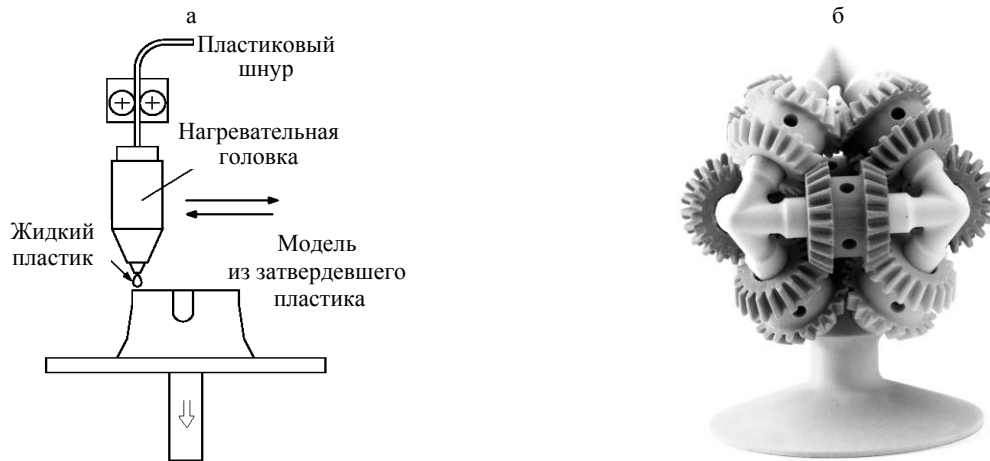 а
б
Пластиковый
шнур
Нагревательная
головка
Жидкий
пластик
Модель
из затвердевшего
пластика